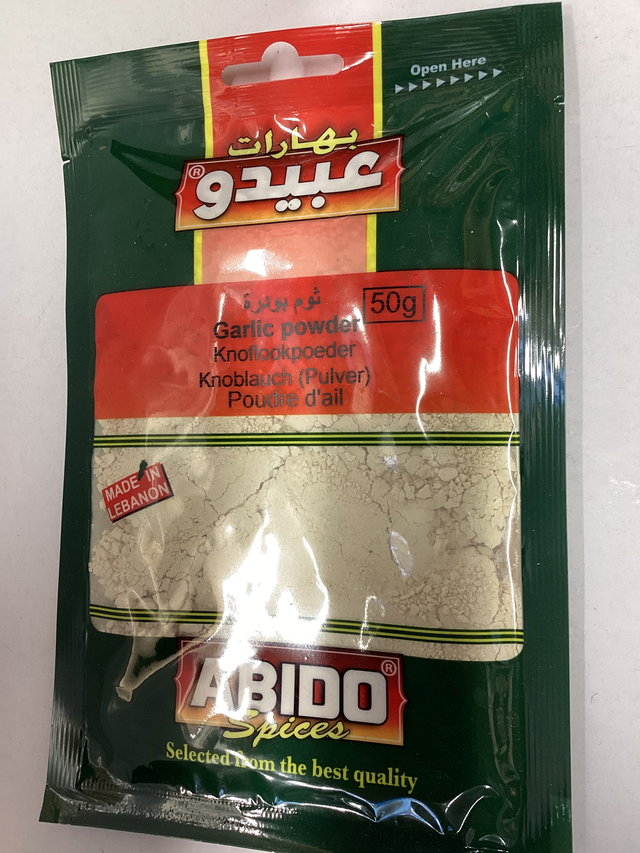 Open Here
بهارات
عبيدو®
ثوم بودرة
50g
Garlic powder
Knoflookpoeder
Knoblauch (Pulver)
Poudre d'ail
MADE IN
LEBANON
ABIDO®
Spices
Selected from the best quality